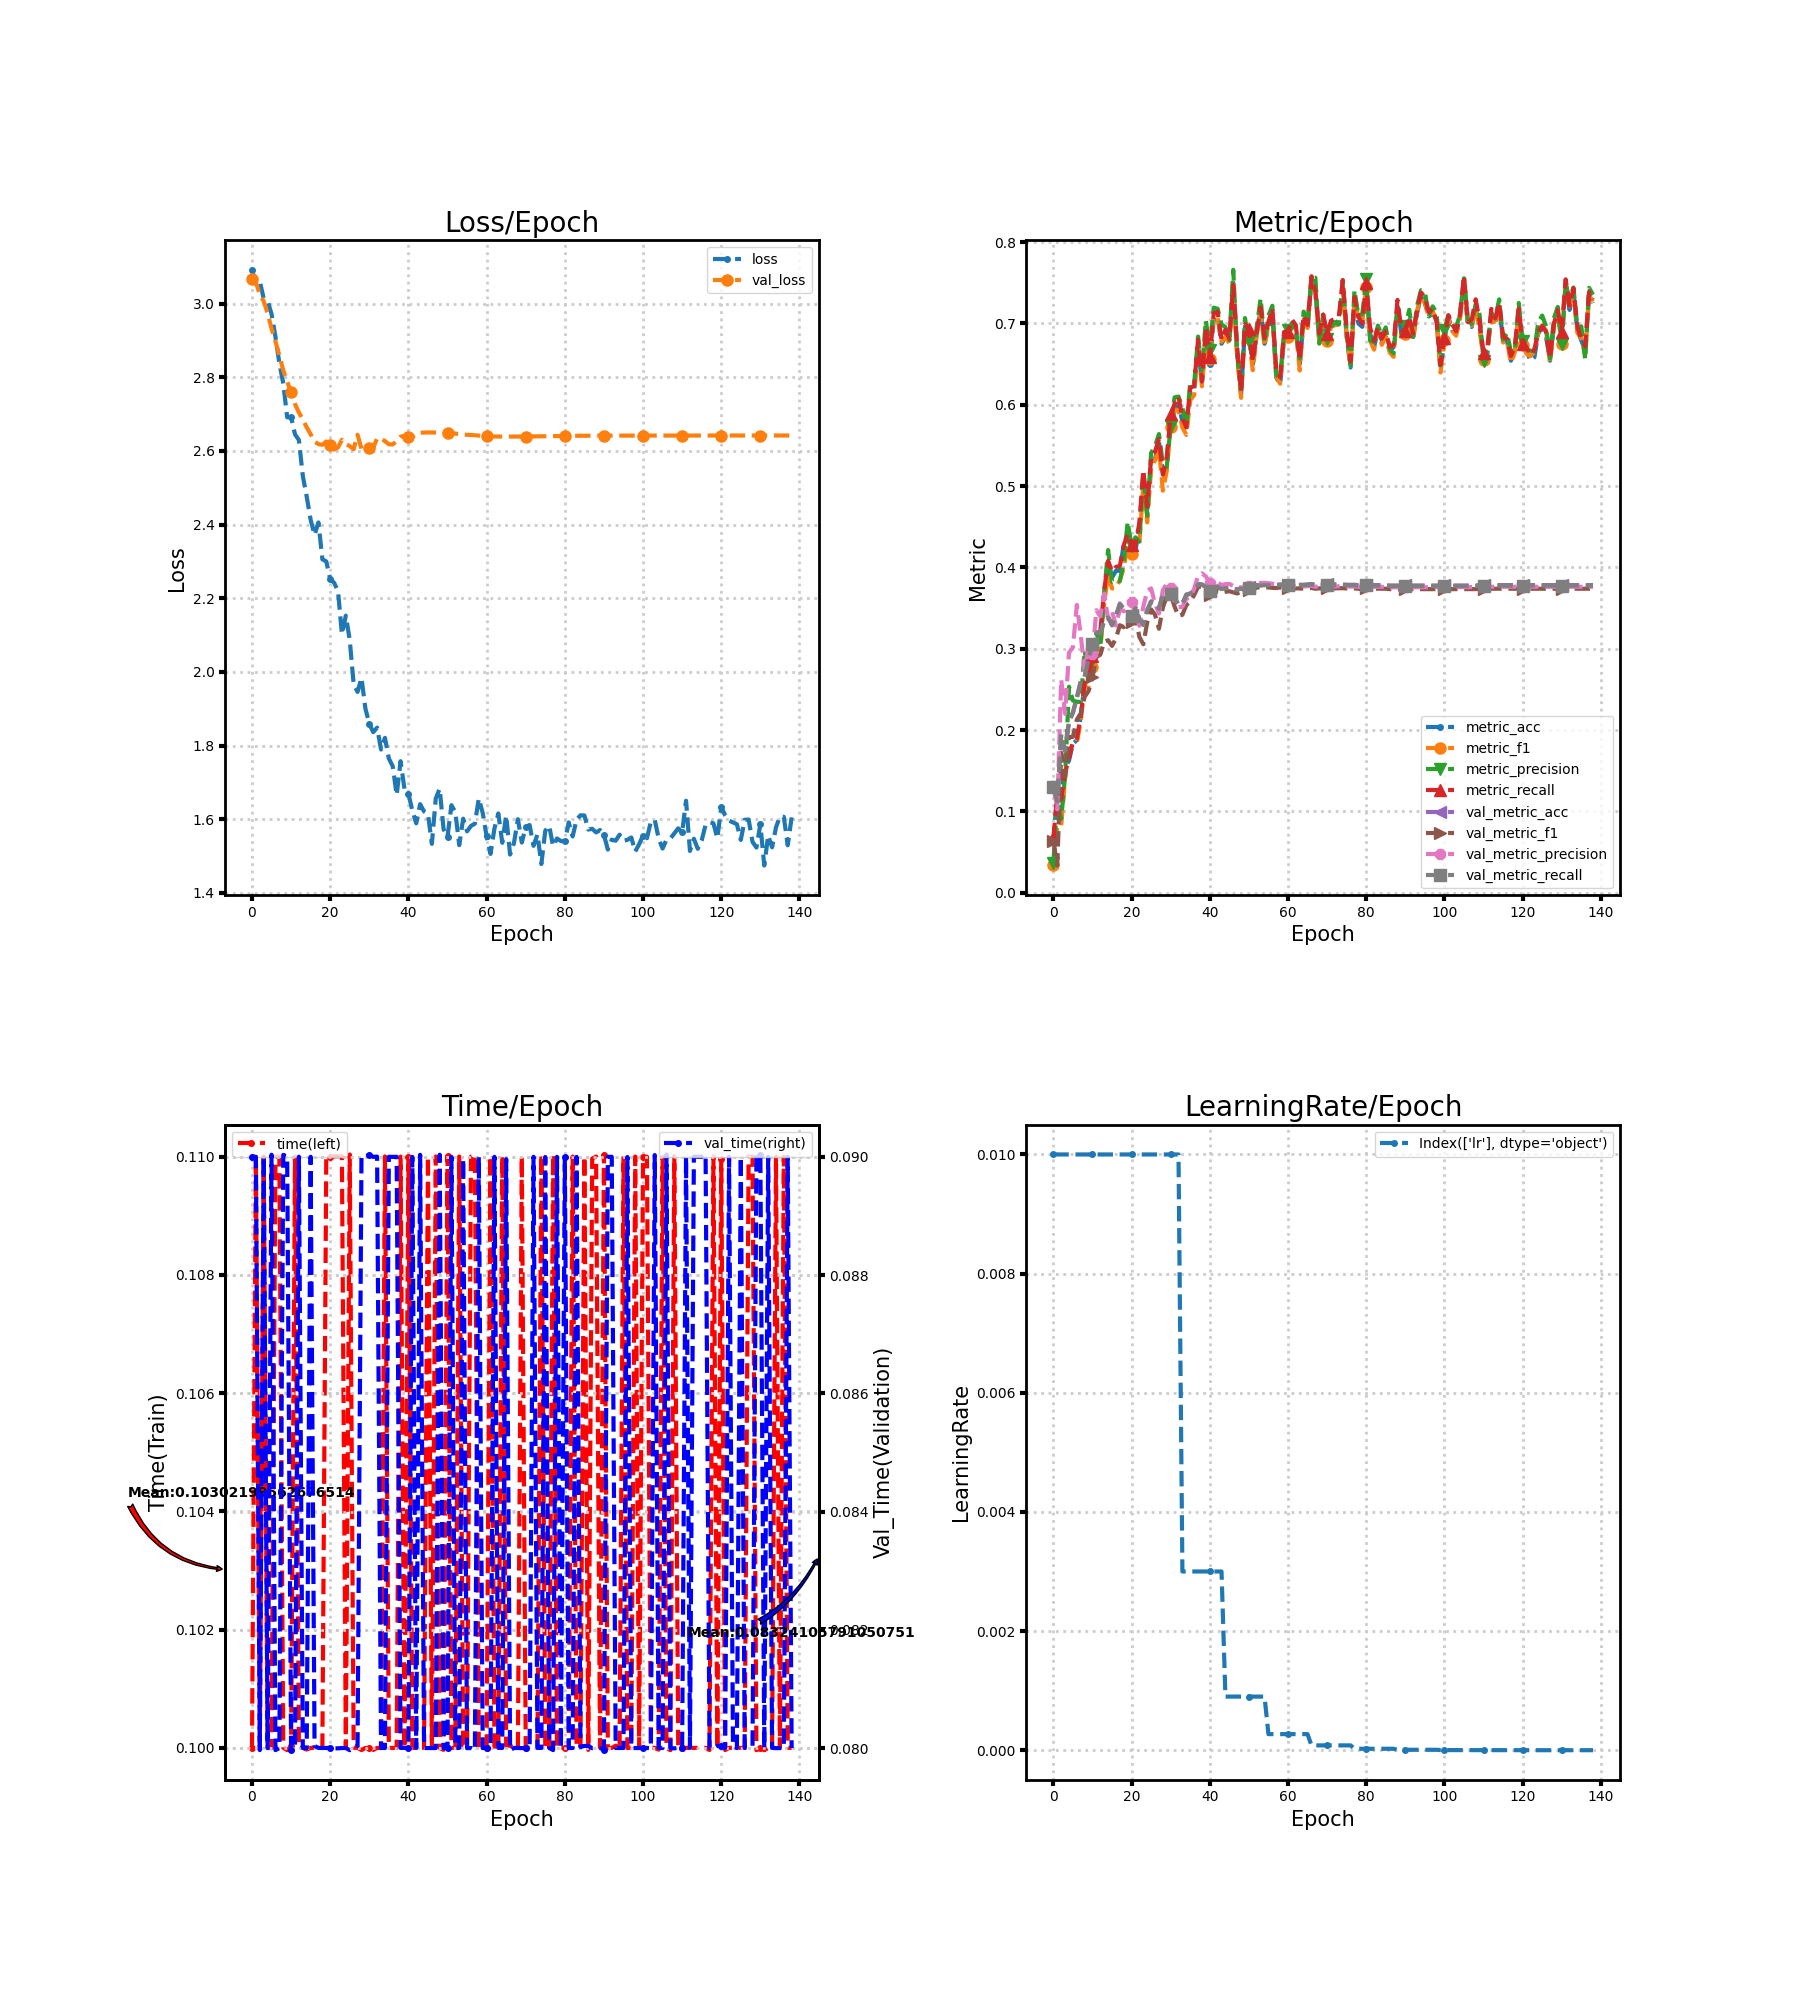 Loss/Epoch
loss
val_loss
3.0
2.8
2.6
2.4
2.2
2.0
1.8
1.6
1.4
Loss
0
20
40
60
80
100
120
140
Epoch
Metric/Epoch
0.8
0.7
0.6
0.5
0.4
0.3
0.2
0.1
0.0
Metric
metric_acc
metric_f1
metric_precision
metric_recall
val_metric_acc
val_metric_f1
val_metric_precision
val_metric_recall
0
20
40
60
80
100
120
140
Epoch
Time/Epoch
time(left)
val_time(right)
0.110
0.108
0.106
0.104
0.102
0.100
Time(Train)
0.090
0.088
0.086
0.084
0.082
0.080
Val_Time(Validation)
0
20
40
60
80
100
120
140
Epoch
LearningRate/Epoch
Index(['lr'], dtype='object')
0.010
0.008
0.006
0.004
0.002
0.000
LearningRate
0
20
40
60
80
100
120
140
Epoch